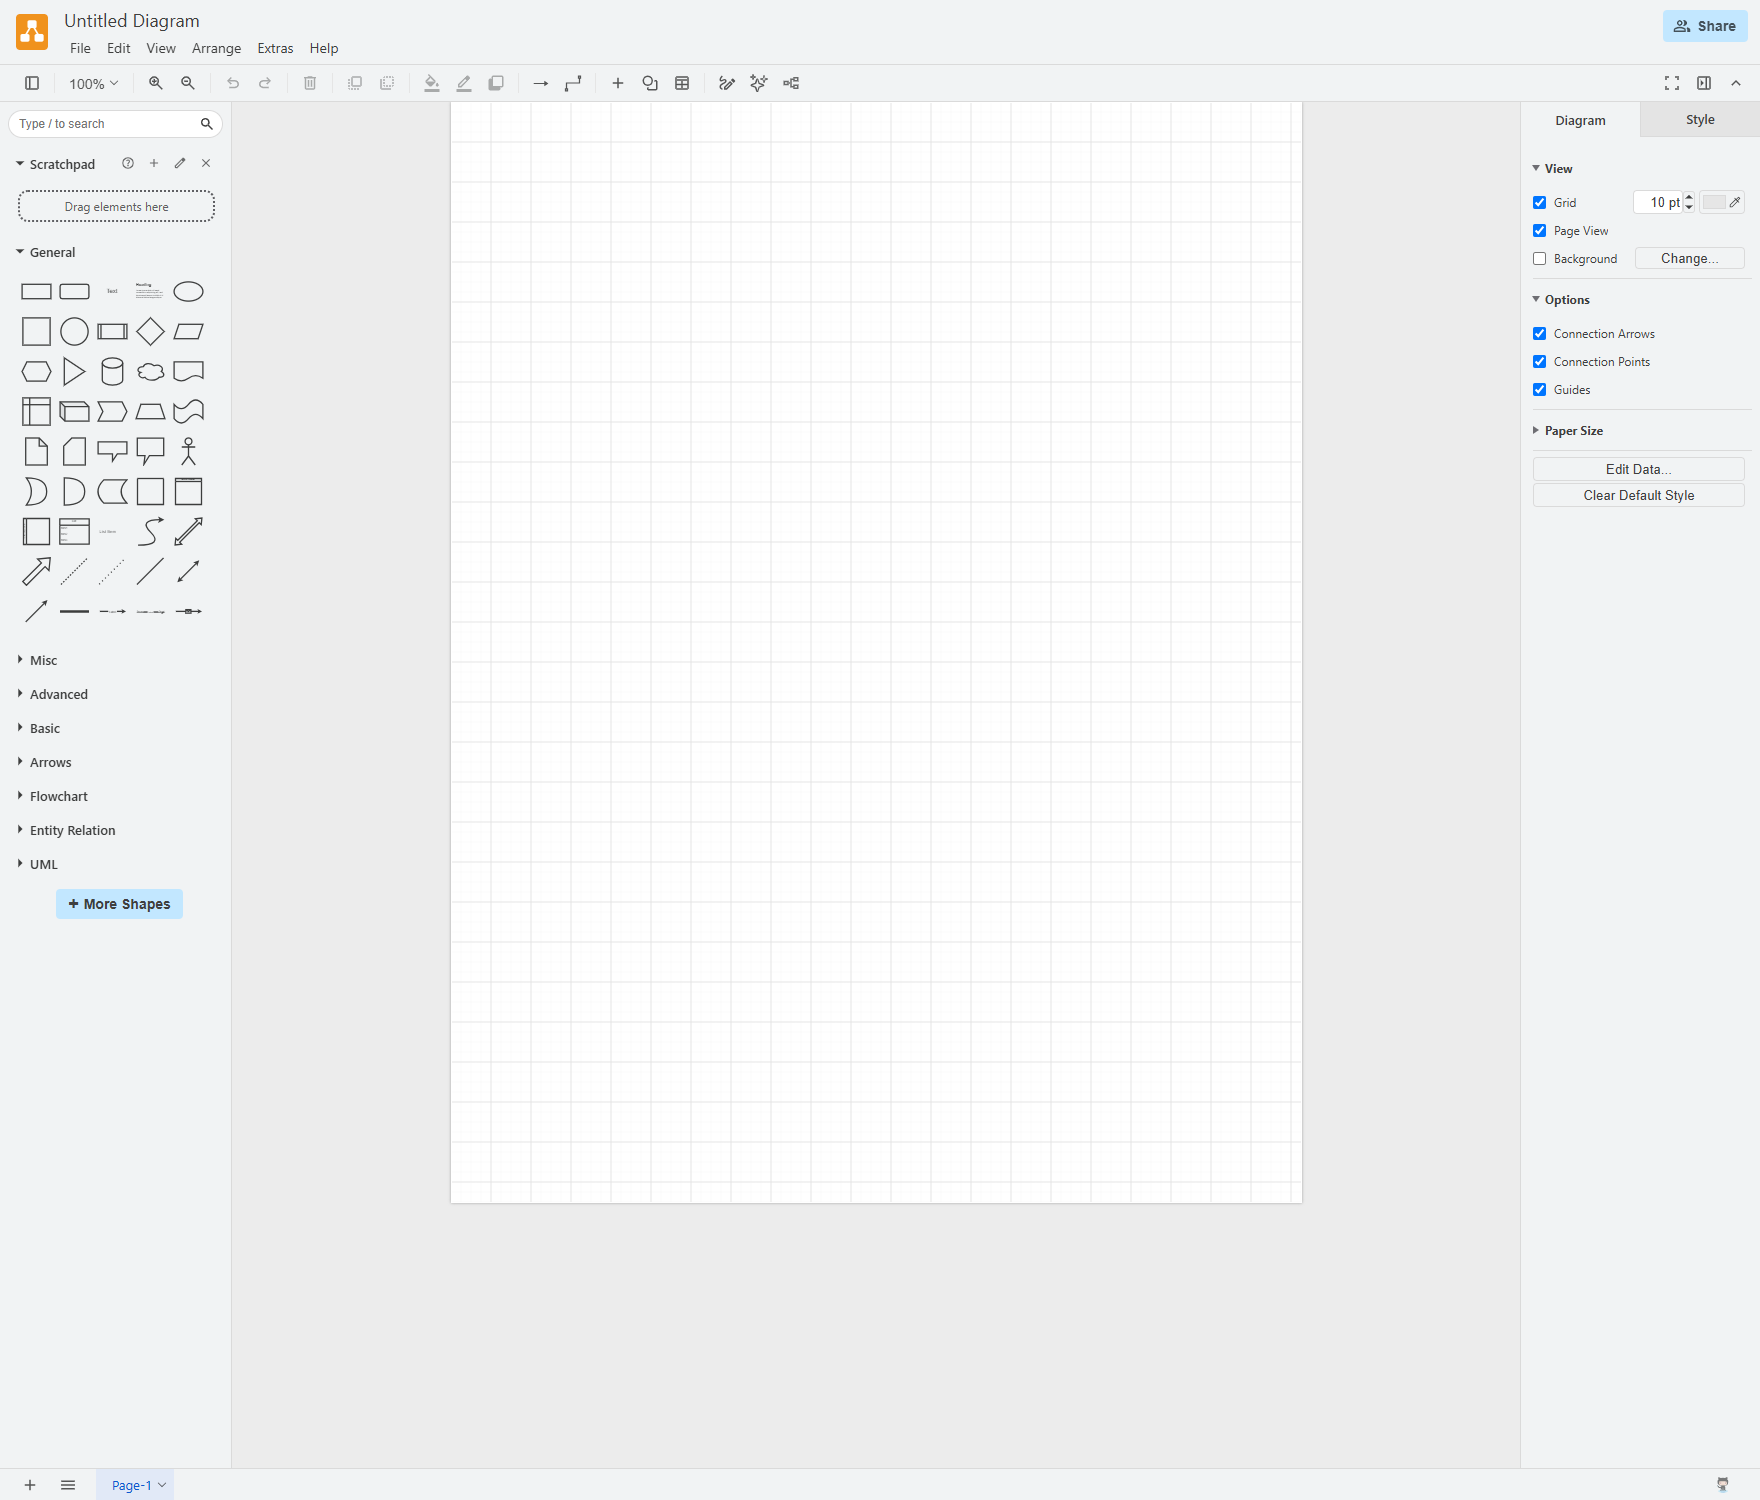 Untitled Diagram
File Edit View Arrange Extras Help
Share
100%
Type / to search
Scratchpad
Drag elements here
General
Text
Heading
Misc
Advanced
Basic
Arrows
Flowchart
Entity Relation
UML
+ More Shapes
Diagram Style
View
Grid 10 pt
Page View
Background Change...
Options
Connection Arrows
Connection Points
Guides
Paper Size
Edit Data...
Clear Default Style
Page-1